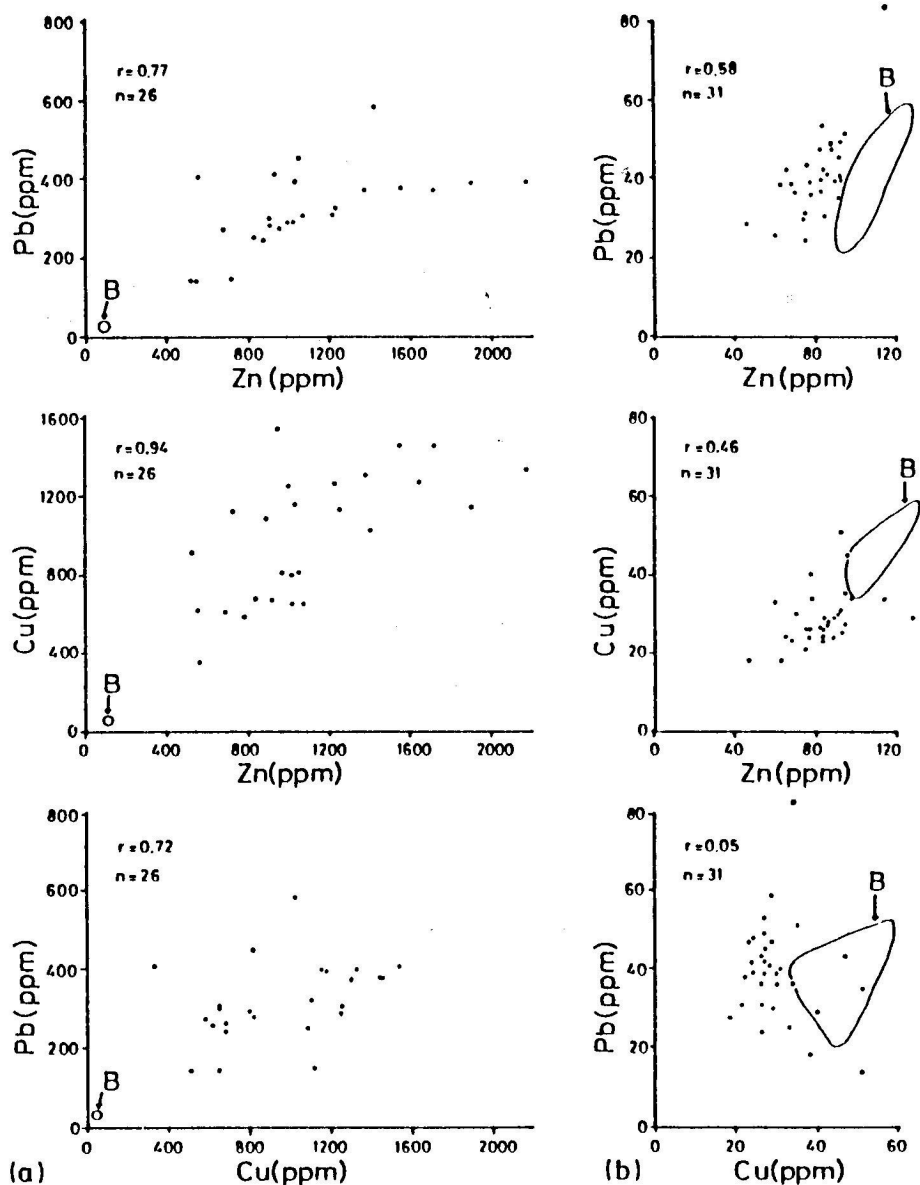 800
600
400
200
0
Pb(ppm)
r=0,77
n=26
B
400 800 1200 1600 2000
Zn (ppm)
80
60
40
20
0
Pb(ppm)
r=0,58
n=31
B
0 40 80 120
Zn (ppm)
1600
1200
800
400
0
Cu(ppm)
r=0,94
n=26
B
400 800 1200 1600 2000
Zn(ppm)
80
60
40
20
0
Cu(ppm)
r=0,46
n=31
B
0 40 80 120
Zn (ppm)
800
600
400
200
0
Pb(ppm)
r=0,72
n=26
B
0 400 800 1200 1600 2000
(a) Cu(ppm)
80
60
40
20
0
Pb(ppm)
r=0,05
n=31
B
0 20 40 60
(b) Cu(ppm)